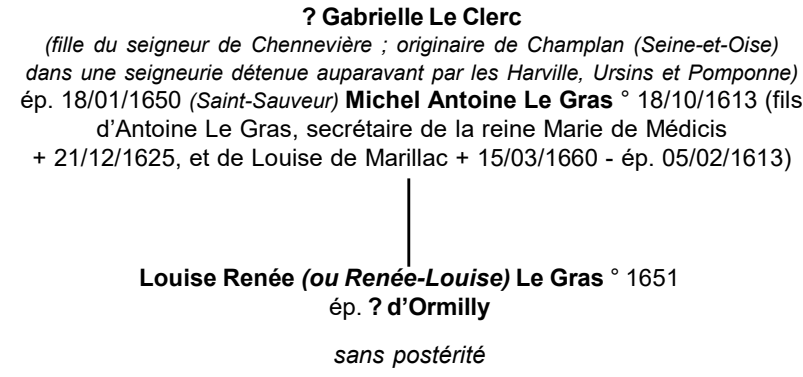 ? Gabrielle Le Clerc
(fille du seigneur de Chennevière ; originaire de Champlan (Seine-et-Oise)
dans une seigneurie détenue auparavant par les Harville, Ursins et Pomponne)
ép. 18/01/1650 (Saint-Sauveur) Michel Antoine Le Gras ° 18/10/1613 (fils
d’Antoine Le Gras, secrétaire de la reine Marie de Médicis
+ 21/12/1625, et de Louise de Marillac + 15/03/1660 - ép. 05/02/1613)
Louise Renée (ou Renée-Louise) Le Gras ° 1651
ép. ? d’Ormilly
sans postérité